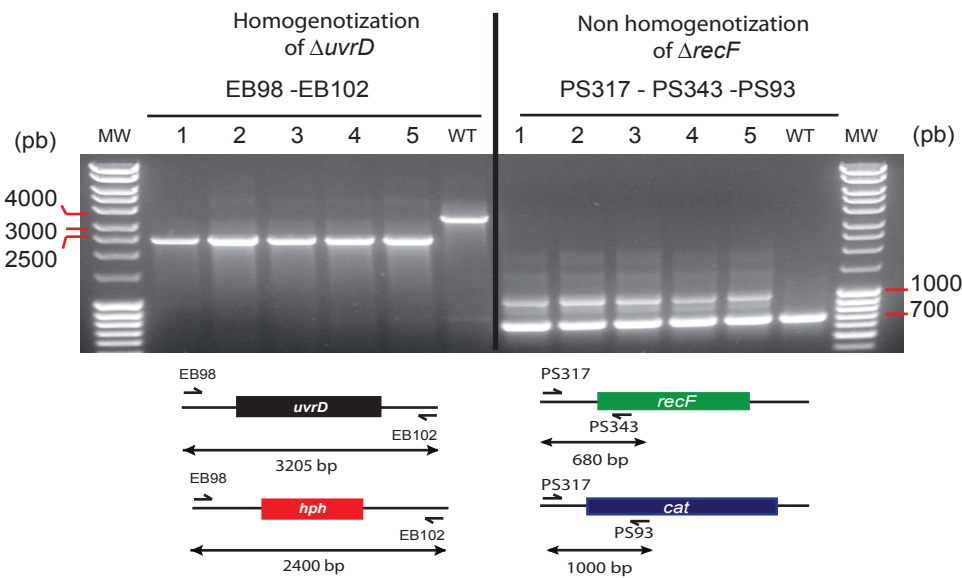 Homogenotization
of ΔuvrD
Non homogenotization
of ΔrecF
EB98 -EB102
PS317 - PS343 -PS93
(pb) MW 1 2 3 4 5 WT 1 2 3 4 5 WT MW (pb)
4000
3000
2500
1000
700
EB98
uvrD
EB102
3205 bp
EB98
hph
EB102
2400 bp
PS317
recF
PS343
680 bp
PS317
cat
PS93
1000 bp